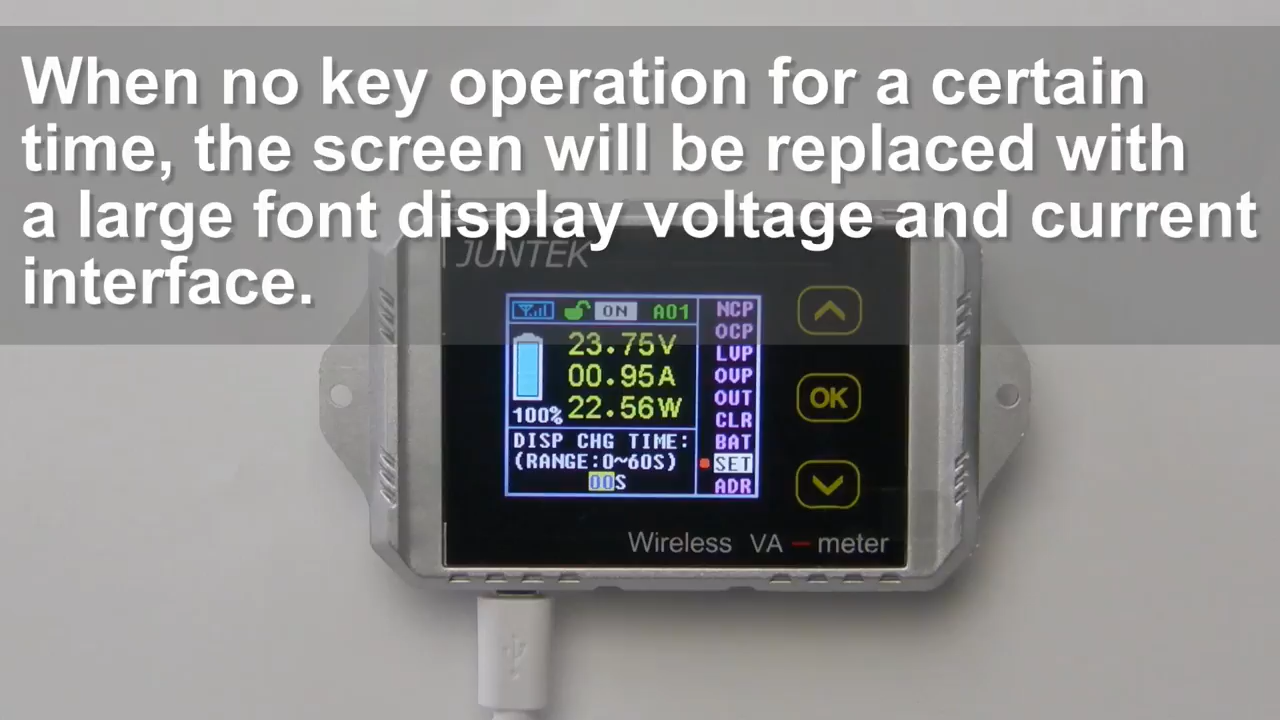 When no key operation for a certain
time, the screen will be replaced with
a large font display voltage and current
interface.
JUNTEK
ON A01
23.75V
00.95A
22.56W
100%
DISP CHG TIME:
(RANGE:0~60S)
00S
NCP
OCP
LVP
OVP
OUT
CLR
BAT
SET
ADR
OK
Wireless VA - meter